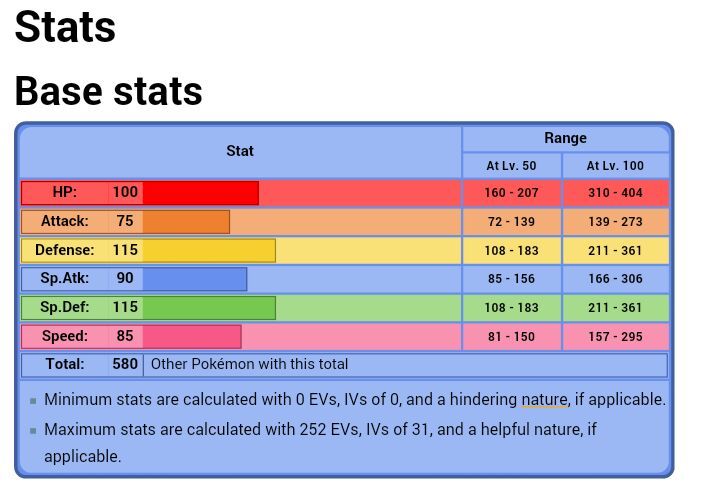 Stats
Base stats
Stat Range
At Lv. 50 At Lv. 100
HP: 100 160 - 207 310 - 404
Attack: 75 72 - 139 139 - 273
Defense: 115 108 - 183 211 - 361
Sp.Atk: 90 85 - 156 166 - 306
Sp.Def: 115 108 - 183 211 - 361
Speed: 85 81 - 150 157 - 295
Total: 580 Other Pokémon with this total
Minimum stats are calculated with 0 EVs, IVs of 0, and a hindering nature, if applicable.
Maximum stats are calculated with 252 EVs, IVs of 31, and a helpful nature, if
applicable.